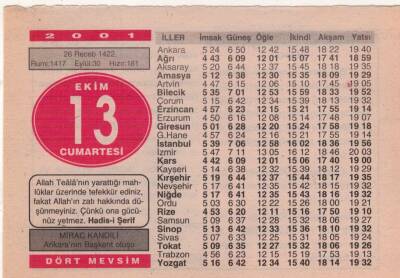 2001
26 Receb 1422
Rumi:1417 Eylül:30 Hızır:161
EKİM
13
CUMARTESİ
Allah Teâlâ'nın yarattığı mah-
lûklar üzerinde tefekkür ediniz,
fakat Allah'ın zatı hakkında dü-
şünmeyiniz. Çünkü ona gücü-
nüz yetmez. Hadis-i Şerif
MİRAC KANDİLİ
Ankara'nın Başkent oluşu
DÖRT MEVSİM
İLLER İmsak Güneş Öğle İkindi Akşam Yatsı
Ankara 5 24 6 50 12 42 15 48 18 22 19 40
Ağrı 4 43 6 09 12 01 15 07 17 41 18 59
Aksaray 5 20 6 44 12 37 15 45 18 18 19 35
Amasya 5 12 6 38 12 30 15 35 18 09 19 29
Artvin 4 47 6 15 12 06 15 10 17 45 19 05
Bilecik 5 35 7 01 12 53 15 59 18 33 19 52
Çorum 5 15 6 42 12 34 15 39 18 13 19 32
Erzincan 4 57 6 23 12 15 15 21 17 55 19 14
Erzurum 4 50 6 16 12 08 15 14 17 48 19 07
Giresun 5 01 6 28 12 20 15 24 17 58 19 18
G.Hane 4 57 6 24 12 16 15 21 17 55 19 14
İstanbul 5 39 7 06 12 58 16 02 18 36 19 56
İzmir 5 47 7 11 13 05 16 12 18 46 20 03
Kars 4 42 6 09 12 01 15 06 17 40 19 00
Kayseri 5 14 6 38 12 32 15 39 18 12 19 29
Kırşehir 5 19 6 44 12 37 15 44 18 17 19 35
Nevşehir 5 17 6 41 12 35 15 42 18 15 19 32
Niğde 5 17 6 41 12 35 15 43 18 16 19 32
Ordu 5 03 6 30 12 22 15 26 18 00 19 21
Rize 4 53 6 20 12 11 15 16 17 50 19 10
Samsun 5 09 6 37 12 28 15 32 18 06 19 27
Sinop 5 13 6 42 12 33 15 36 18 10 19 32
Sivas 5 07 6 33 12 25 15 31 18 05 19 24
Tokat 5 09 6 35 12 27 15 32 18 06 19 26
Trabzon 4 56 6 23 12 15 15 19 17 53 19 13
Yozgat 5 16 6 42 12 34 15 40 18 14 19 32